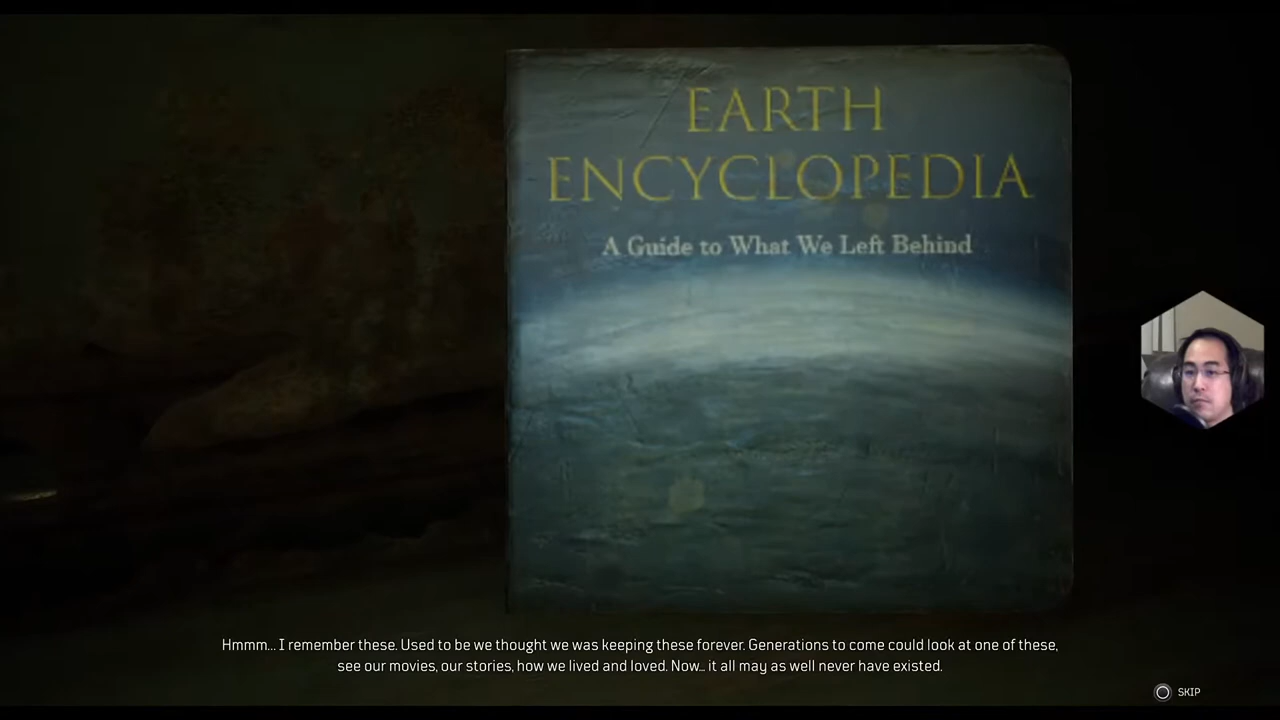 EARTH
ENCYCLOPEDIA
A Guide to What We Left Behind
Hmmm... I remember these. Used to be we thought we was keeping these forever. Generations to come could look at one of these,
see our movies, our stories, how we lived and loved. Now... it all may as well never have existed.
SKIP